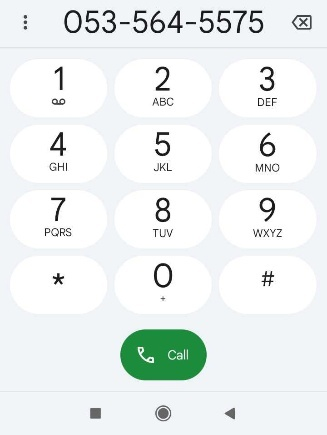 053-564-5575
1 2 3
ABC DEF
4 5 6
GHI JKL MNO
7 8 9
PQRS TUV WXYZ
* 0 #
+
Call